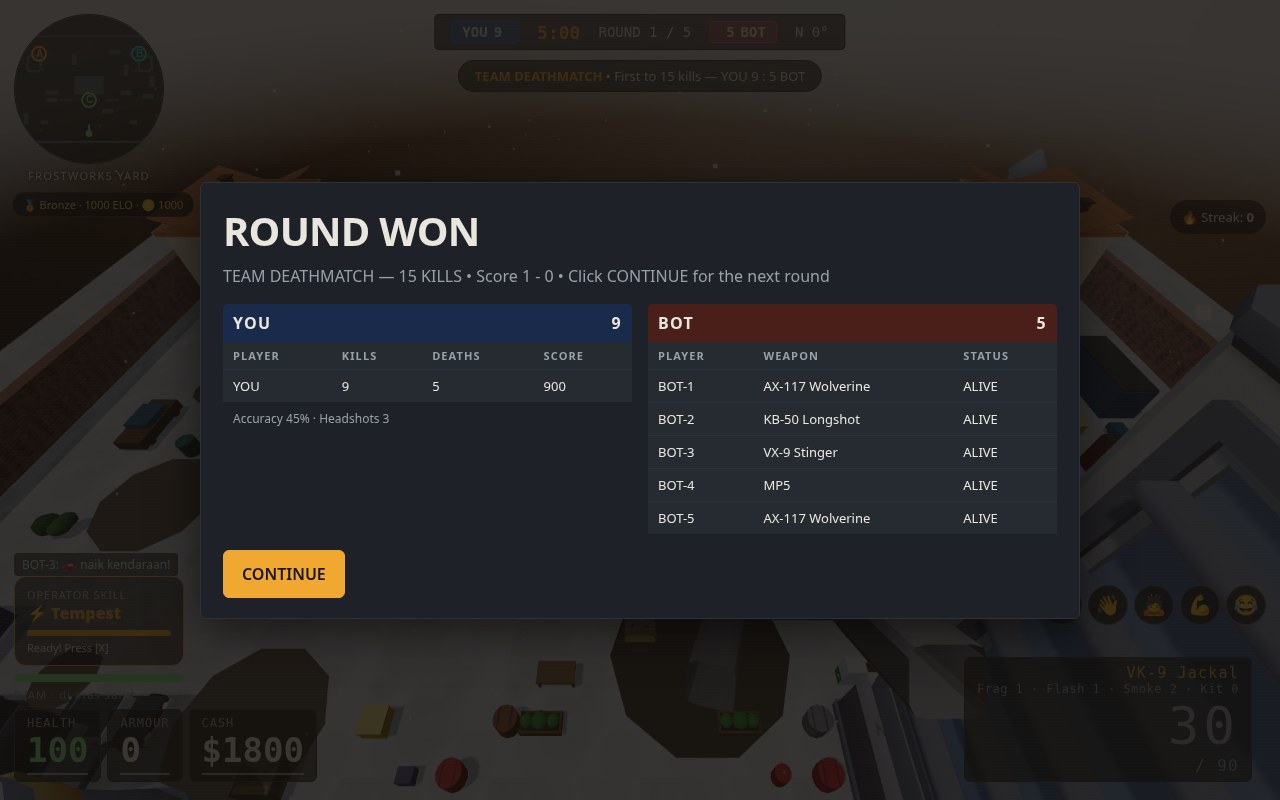 YOU 9 5:00 ROUND 1 / 5 5 BOT N 0°
TEAM DEATHMATCH • First to 15 kills — YOU 9 : 5 BOT
A
B
C
FROSTWORKS YARD
🏅 Bronze · 1000 ELO · 🪙 1000
🔥 Streak: 0
ROUND WON
TEAM DEATHMATCH — 15 KILLS • Score 1 - 0 • Click CONTINUE for the next round
YOU 9
PLAYER KILLS DEATHS SCORE
YOU 9 5 900
Accuracy 45% · Headshots 3
BOT 5
PLAYER WEAPON STATUS
BOT-1 AX-117 Wolverine ALIVE
BOT-2 KB-50 Longshot ALIVE
BOT-3 VX-9 Stinger ALIVE
BOT-4 MP5 ALIVE
BOT-5 AX-117 Wolverine ALIVE
CONTINUE
BOT-3: 🚗 naik kendaraan!
OPERATOR SKILL
⚡ Tempest
Ready! Press [X]
HEALTH
100
ARMOUR
0
CASH
$1800
VK-9 Jackal
Frag 1 · Flash 1 · Smoke 2 · Kit 0
30
/ 90